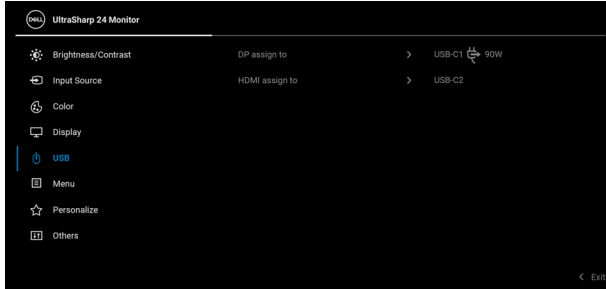 DELL UltraSharp 24 Monitor
Brightness/Contrast DP assign to > USB-C1 90W
Input Source HDMI assign to > USB-C2
Color
Display
USB
Menu
Personalize
Others
< Exit